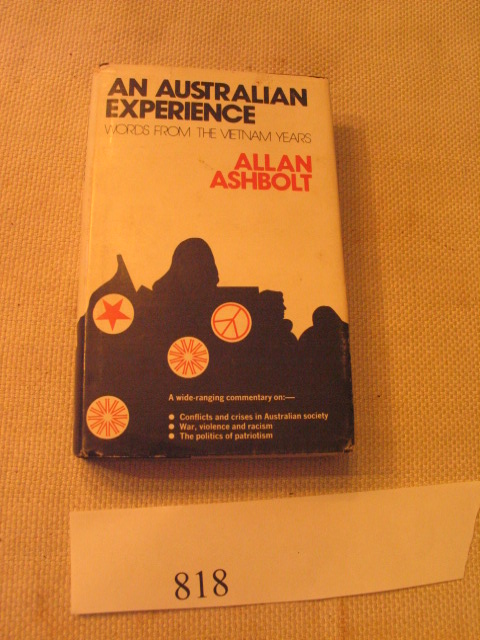 AN AUSTRALIAN
EXPERIENCE
WORDS FROM THE VIETNAM YEARS
ALLAN
ASHBOLT
A wide-ranging commentary on:—
● Conflicts and crises in Australian society
● War, violence and racism
● The politics of patriotism
818